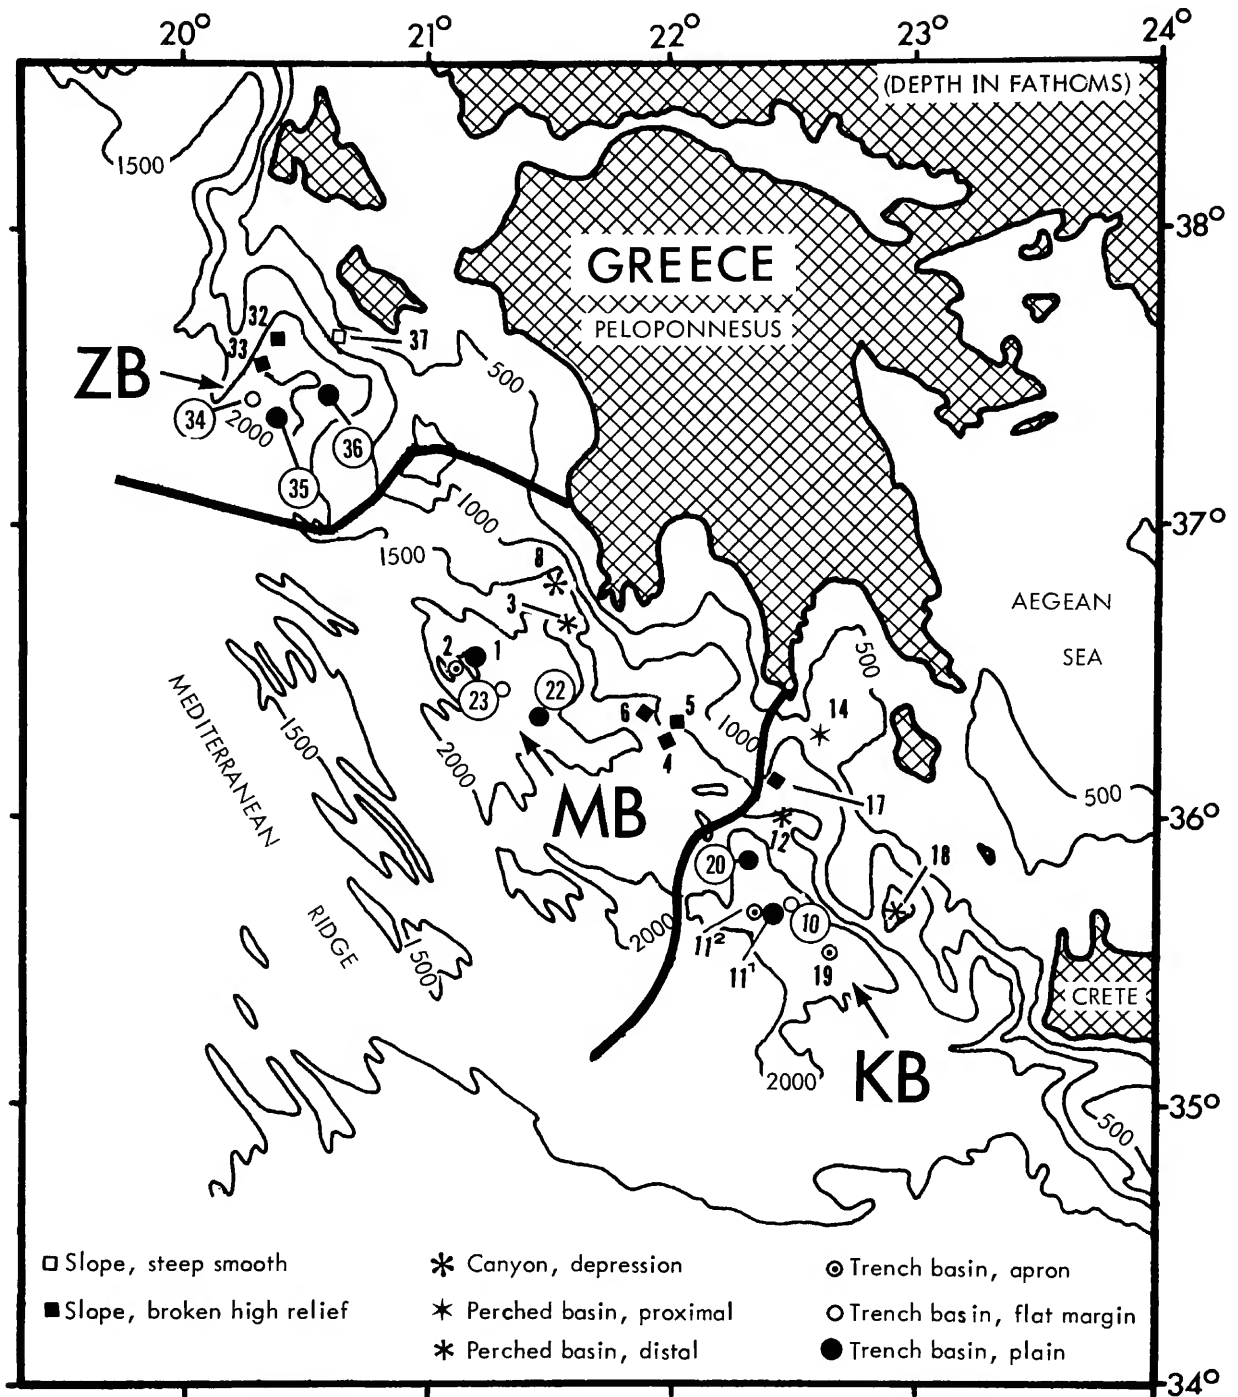 20° 21° 22° 23° 24°
(DEPTH IN FATHOMS)
1500
38°
GREECE
PELOPONNESUS
32
37
33
ZB
500
34
2000
36
35
37°
1000
1500
8
3
AEGEAN
SEA
500
2 1
22
23
MEDITERRANEAN
RIDGE
1500
6 5
4
1000
14
2000
MB
17
500
36°
12
18
20
2000
10
11²
11¹
19
1500
CRETE
KB
2000
35°
500
Slope, steep smooth
Slope, broken high relief
Canyon, depression
Perched basin, proximal
Perched basin, distal
Trench basin, apron
Trench basin, flat margin
Trench basin, plain
34°